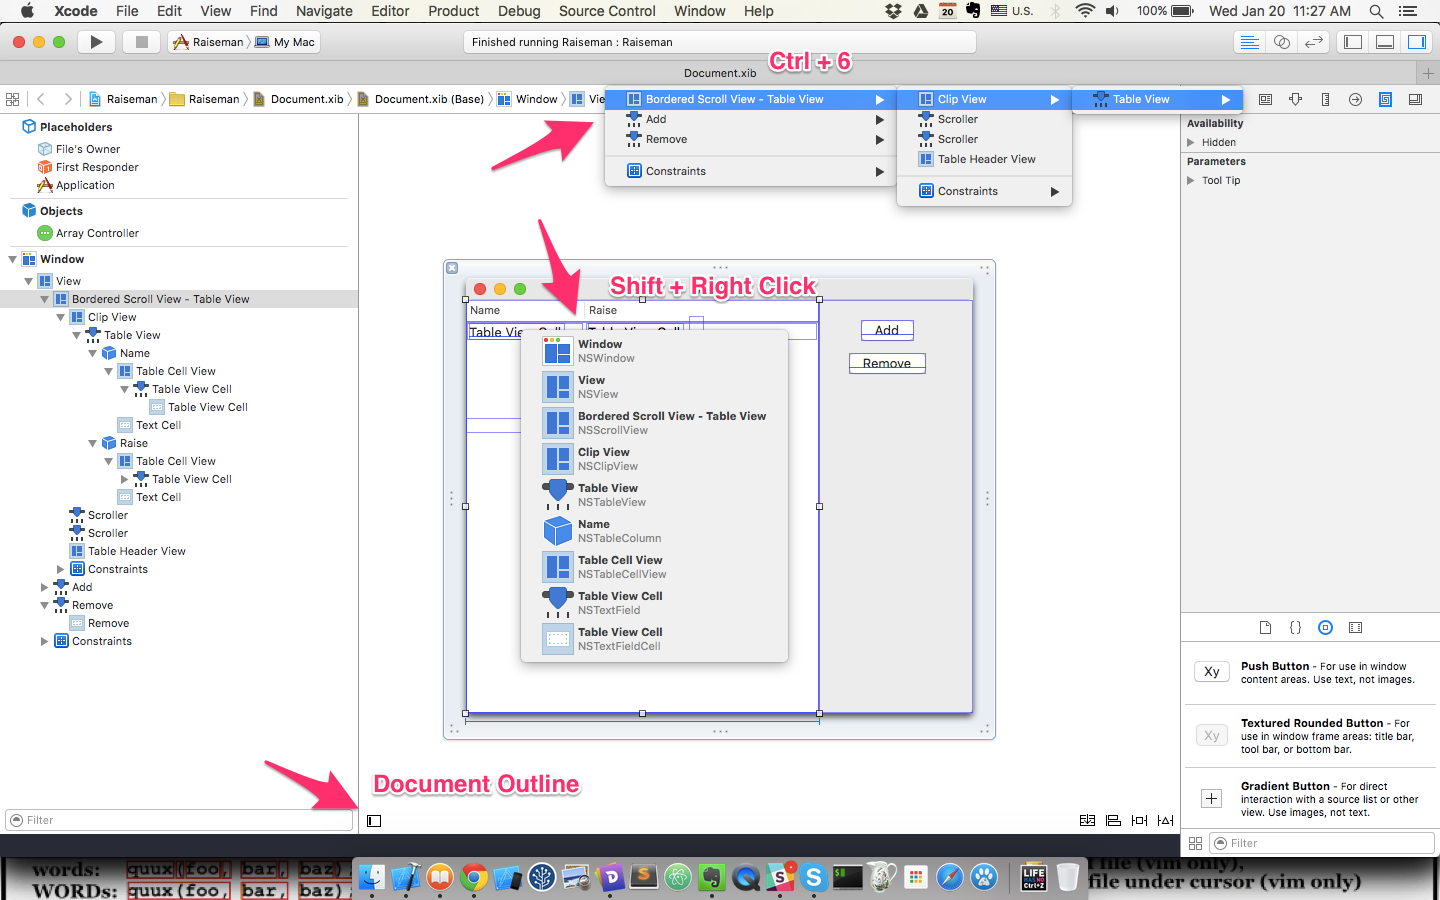 Xcode File Edit View Find Navigate Editor Product Debug Source Control Window Help
20 U.S. 100% Wed Jan 20 11:27 AM
Raiseman My Mac
Finished running Raiseman : Raiseman
Ctrl + 6
Document.xib
Raiseman Raiseman Document.xib Document.xib (Base) Window Vie
Bordered Scroll View - Table View
Add
Remove
Constraints
Clip View
Scroller
Scroller
Table Header View
Constraints
Table View
Placeholders
File's Owner
First Responder
Application
Objects
Array Controller
Window
View
Bordered Scroll View - Table View
Clip View
Table View
Name
Table Cell View
Table View Cell
Table View Cell
Text Cell
Raise
Table Cell View
Table View Cell
Text Cell
Scroller
Scroller
Table Header View
Constraints
Add
Remove
Remove
Constraints
Filter
Shift + Right Click
Name Raise
Table View Cell Table View Cell
Add
Remove
Window
NSWindow
View
NSView
Bordered Scroll View - Table View
NSScrollView
Clip View
NSClipView
Table View
NSTableView
Name
NSTableColumn
Table Cell View
NSTableCellView
Table View Cell
NSTextField
Table View Cell
NSTextFieldCell
Document Outline
Availability
Hidden
Parameters
Tool Tip
{}
Xy
Push Button - For use in window
content areas. Use text, not images.
Xy
Textured Rounded Button - For
use in window frame areas: title bar,
tool bar, or bottom bar.
Gradient Button - For direct
interaction with a source list or other
view. Use images, not text.
Filter
words: quux(foo, bar, baz)
WORDs: quux(foo, bar, baz)
file (vim only),
file under cursor (vim only)
LIFE
HAS NO
Ctrl+Z